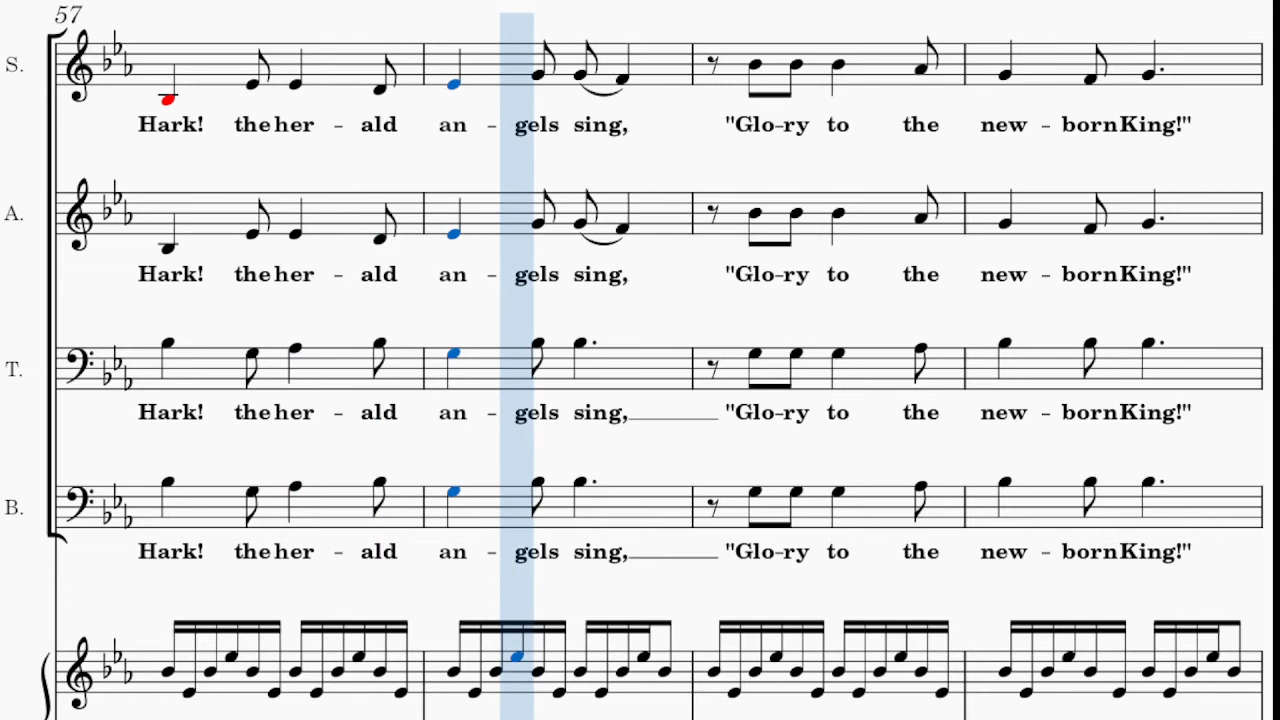 57
S.
Hark! the her - ald an - gels sing, "Glo-ry to the new - born King!"
A.
Hark! the her - ald an - gels sing, "Glo-ry to the new - born King!"
T.
Hark! the her - ald an - gels sing, "Glo-ry to the new - born King!"
B.
Hark! the her - ald an - gels sing, "Glo-ry to the new - born King!"